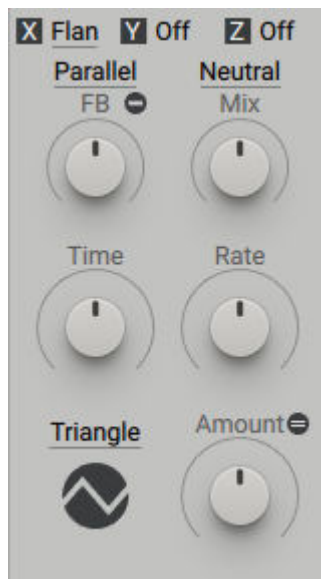 X Flan Y Off Z Off
Parallel Neutral
FB Mix
Time Rate
Triangle Amount